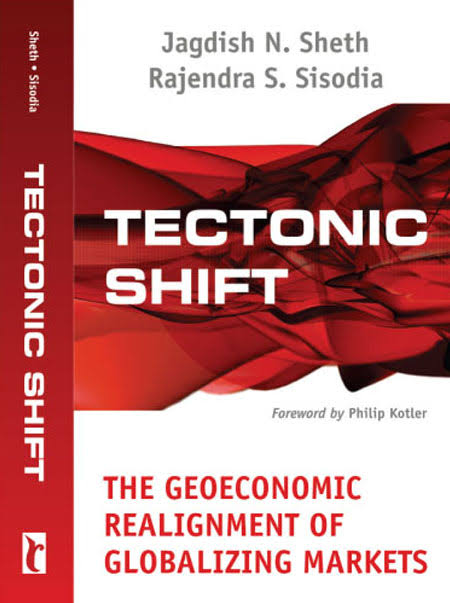 Sheth • Sisodia
TECTONIC SHIFT
Jagdish N. Sheth
Rajendra S. Sisodia
TECTONIC
SHIFT
Foreword by Philip Kotler
THE GEOECONOMIC
REALIGNMENT OF
GLOBALIZING MARKETS